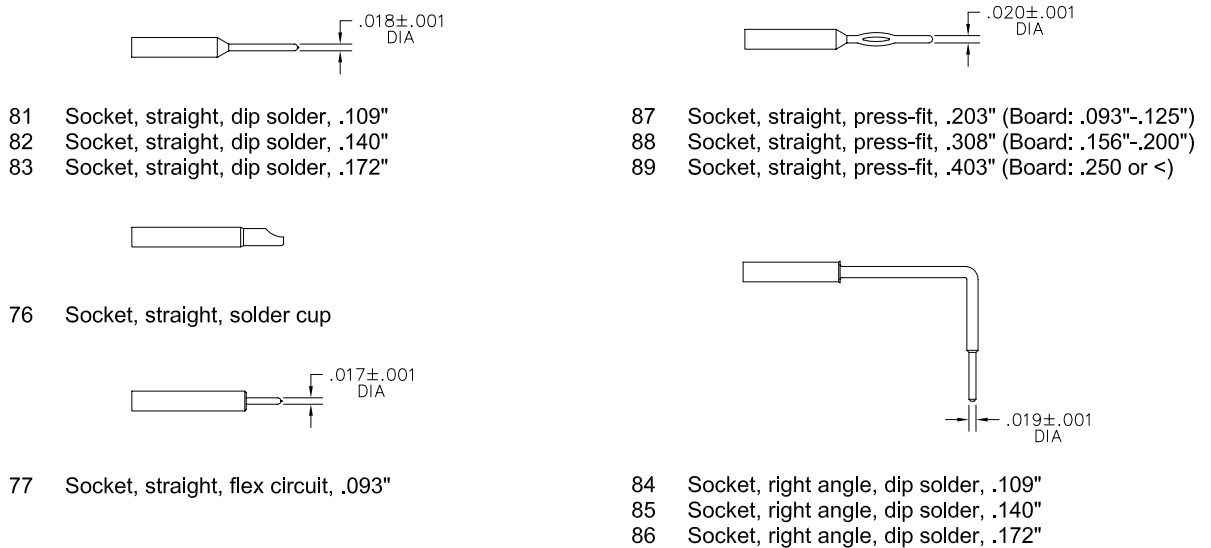 .018±.001
DIA
81 Socket, straight, dip solder, .109"
82 Socket, straight, dip solder, .140"
83 Socket, straight, dip solder, .172"
76 Socket, straight, solder cup
.017±.001
DIA
77 Socket, straight, flex circuit, .093"
.020±.001
DIA
87 Socket, straight, press-fit, .203" (Board: .093"-.125")
88 Socket, straight, press-fit, .308" (Board: .156"-.200")
89 Socket, straight, press-fit, .403" (Board: .250 or <)
.019±.001
DIA
84 Socket, right angle, dip solder, .109"
85 Socket, right angle, dip solder, .140"
86 Socket, right angle, dip solder, .172"